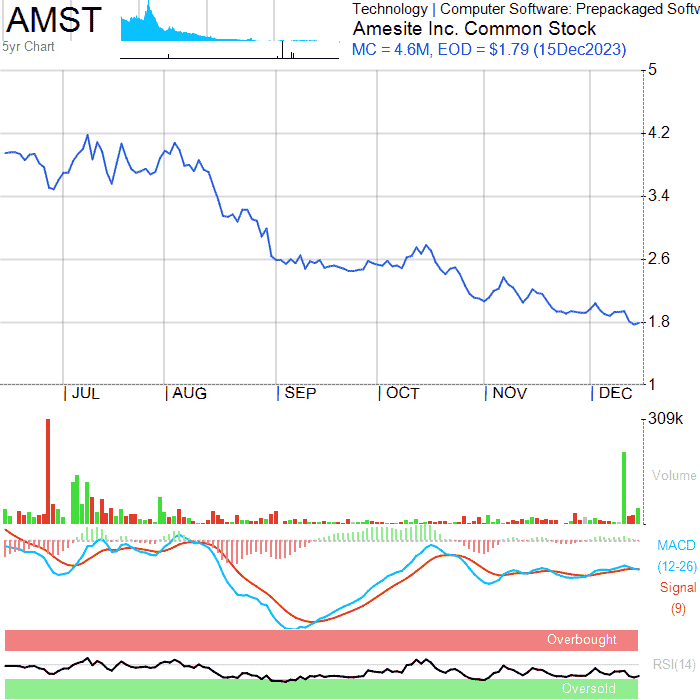 AMST
5yr Chart
Technology | Computer Software: Prepackaged Softw
Amesite Inc. Common Stock
MC = 4.6M, EOD = $1.79 (15Dec2023)
5
4.2
3.4
2.6
1.8
1
JUL AUG SEP OCT NOV DEC
309k
Volume
MACD
(12-26)
Signal
(9)
Overbought
RSI(14)
Oversold